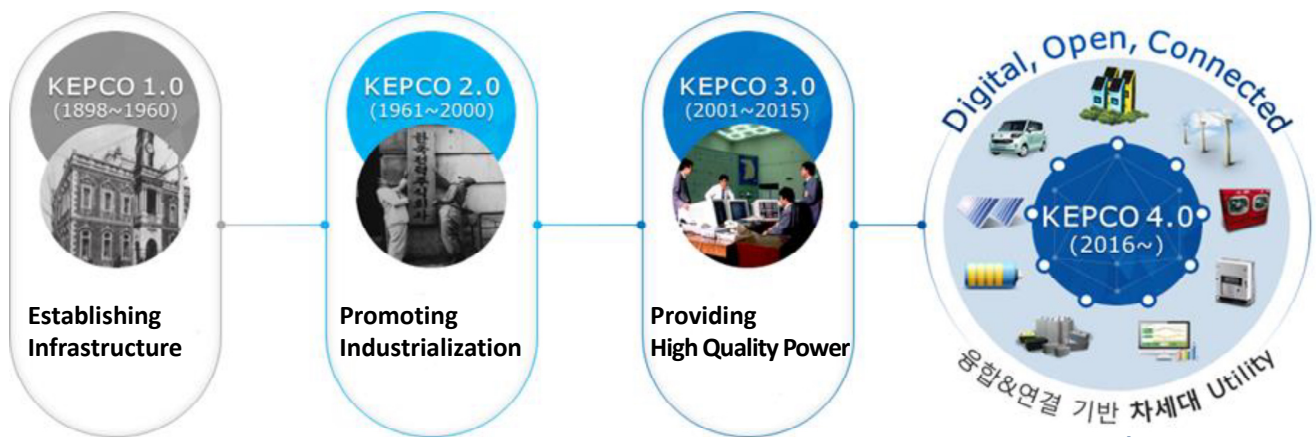 KEPCO 1.0
(1898~1960)
Establishing
Infrastructure
KEPCO 2.0
(1961~2000)
Promoting
Industrialization
KEPCO 3.0
(2001~2015)
Providing
High Quality Power
Digital, Open, Connected
KEPCO 4.0
(2016~)
융합&연결 기반 차세대 Utility